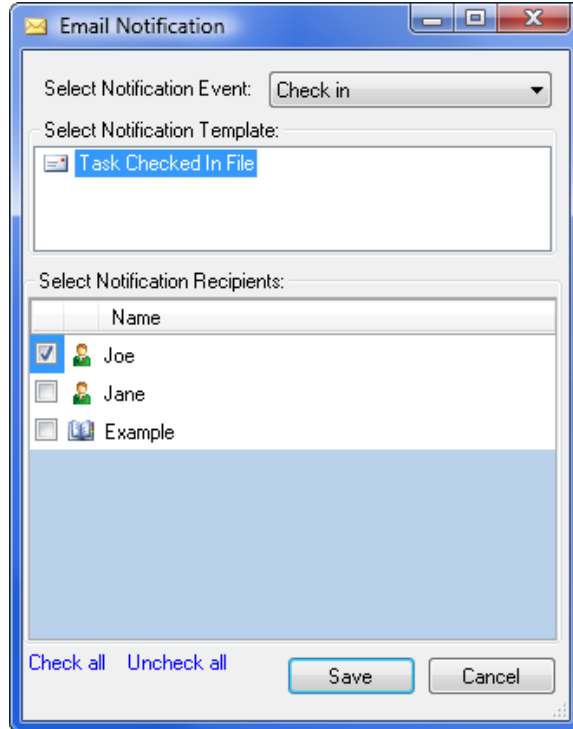 Email Notification
Select Notification Event: Check in
Select Notification Template:
Task Checked In File
Select Notification Recipients:
Name
Joe
Jane
Example
Check all Uncheck all Save Cancel